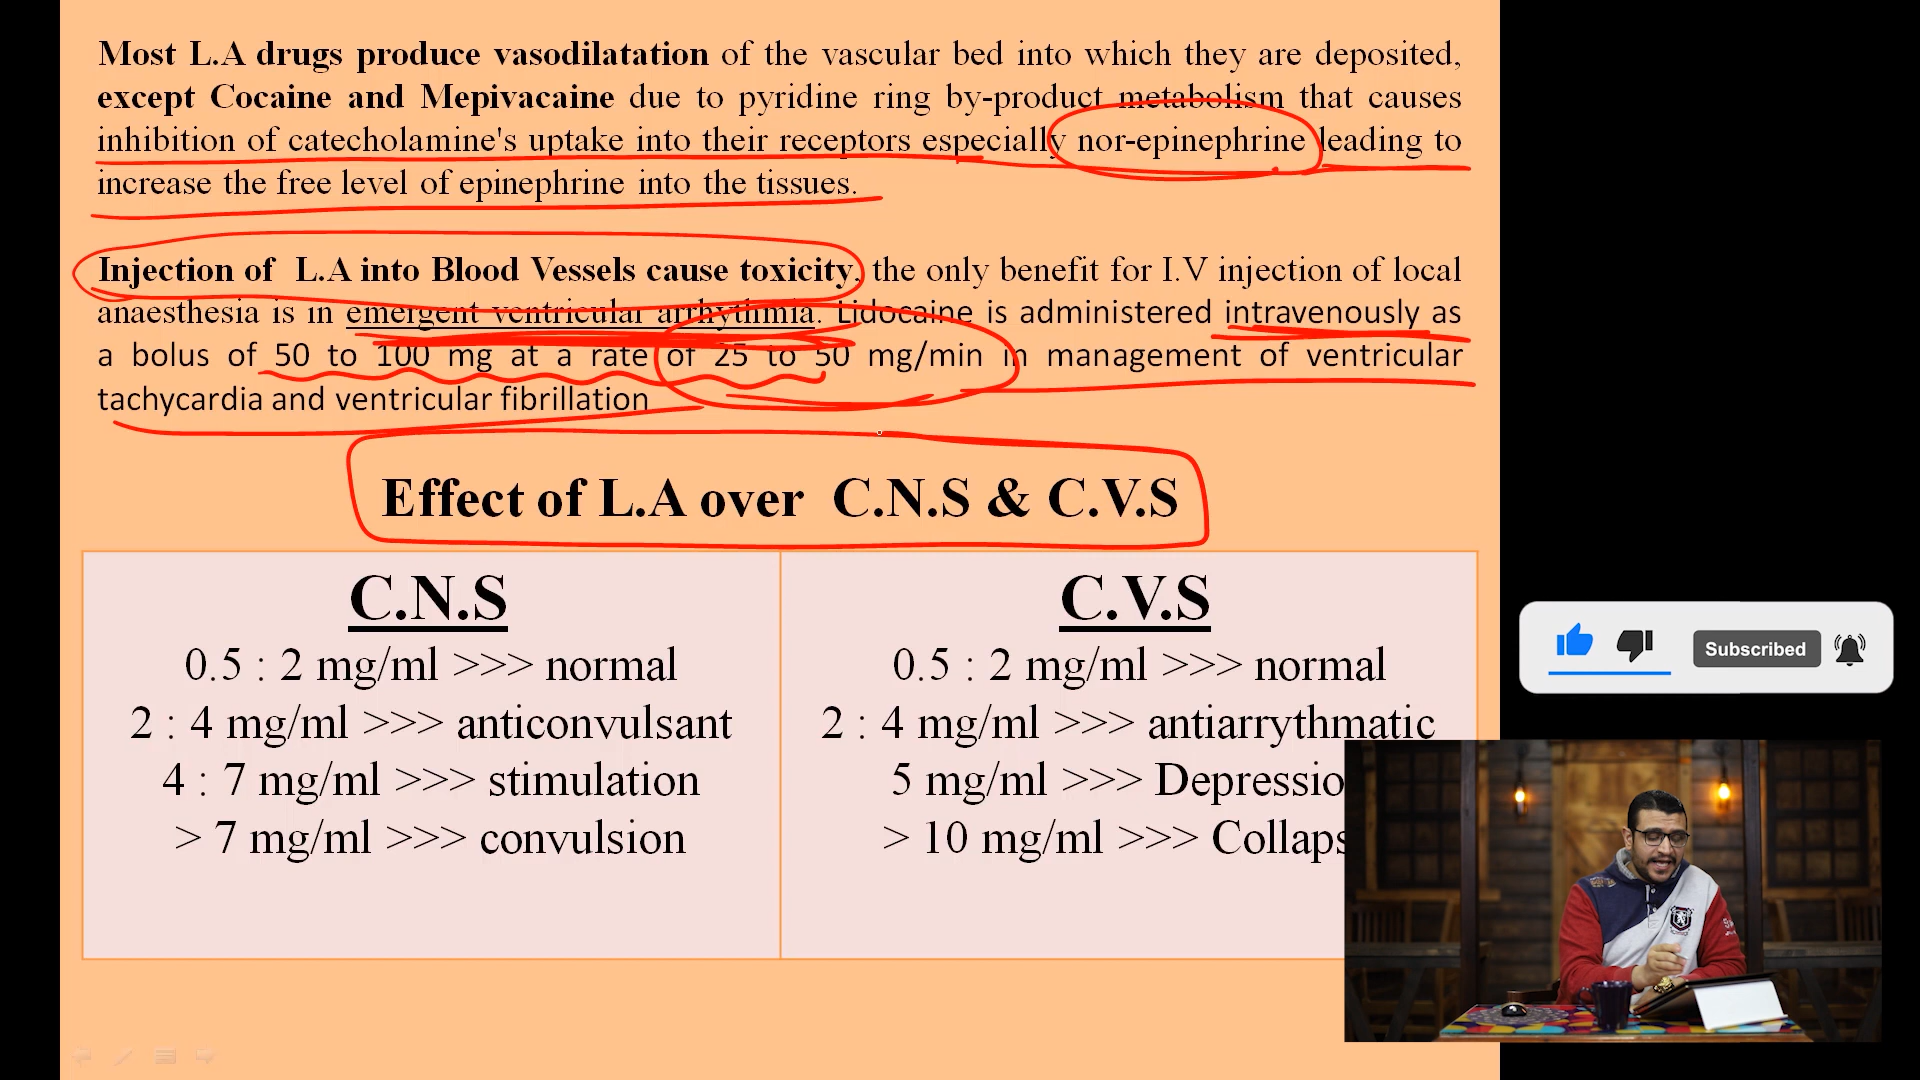 Most L.A drugs produce vasodilatation of the vascular bed into which they are deposited,
except Cocaine and Mepivacaine due to pyridine ring by-product metabolism that causes
inhibition of catecholamine's uptake into their receptors especially nor-epinephrine leading to
increase the free level of epinephrine into the tissues.
Injection of L.A into Blood Vessels cause toxicity, the only benefit for I.V injection of local
anaesthesia is in emergent ventricular arrhythmia. Lidocaine is administered intravenously as
a bolus of 50 to 100 mg at a rate of 25 to 50 mg/min in management of ventricular
tachycardia and ventricular fibrillation
Effect of L.A over C.N.S & C.V.S
C.N.S
0.5 : 2 mg/ml >>> normal
2 : 4 mg/ml >>> anticonvulsant
4 : 7 mg/ml >>> stimulation
> 7 mg/ml >>> convulsion
C.V.S
0.5 : 2 mg/ml >>> normal
2 : 4 mg/ml >>> antiarrythmatic
5 mg/ml >>> Depressio
> 10 mg/ml >>> Collaps
Subscribed